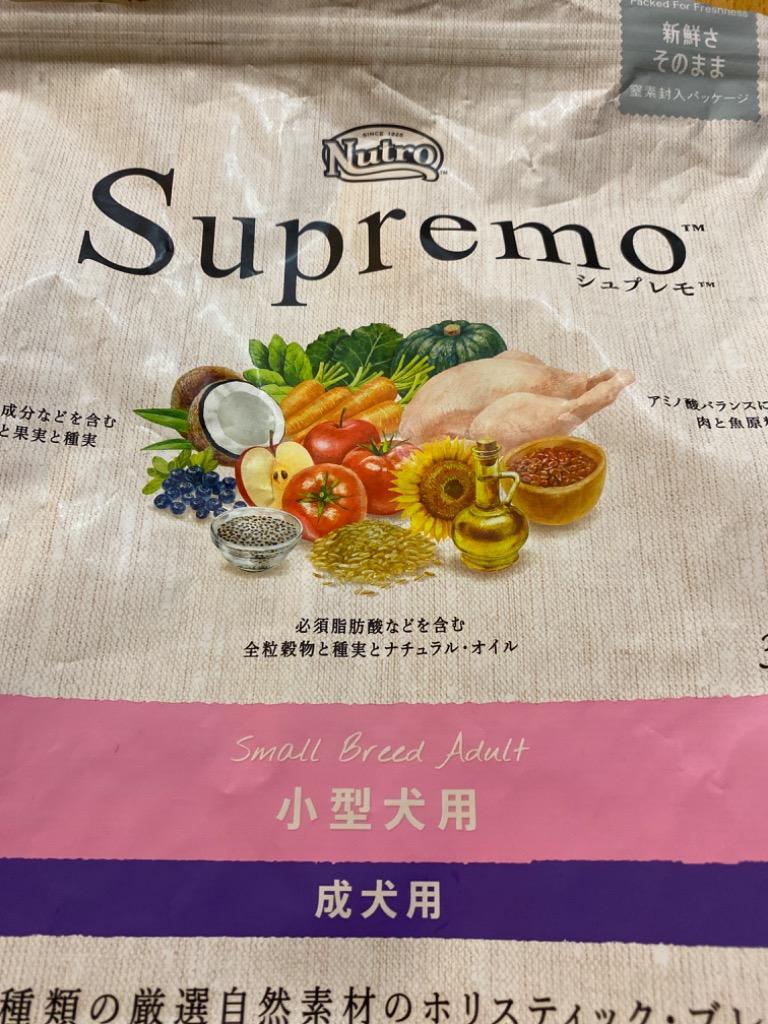 Packed For Freshness
新鮮さ
そのまま
窒素封入パッケージ
SINCE 1926
Nutro™
Supremo™
シュプレモ™
成分などを含む
と果実と種実
アミノ酸バランスに
肉と魚原
必須脂肪酸などを含む
全粒穀物と種実とナチュラル・オイル
Small Breed Adult
小型犬用
成犬用
種類の厳選自然素材のホリスティック・ブレ